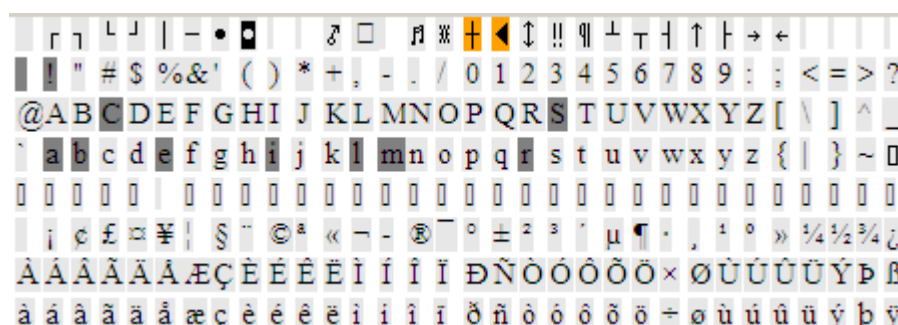 ┌ ┐ └ ┘ │ ─ • ◘ ♂ □ ♬ ※ ┼ ◄ ↕ ‼ ¶ ┴ ┬ ┤ ↑ ├ → ←
! " # $ % & ' ( ) * + , - . / 0 1 2 3 4 5 6 7 8 9 : ; < = > ?
@ A B C D E F G H I J K L M N O P Q R S T U V W X Y Z [ \ ] ^ _
` a b c d e f g h i j k l m n o p q r s t u v w x y z { | } ~ ▯
▯ ▯ ▯ ▯ ▯ ▯ ▯ ▯ ▯ ▯ ▯ ▯ ▯ ▯ ▯ ▯ ▯ ▯ ▯ ▯ ▯ ▯ ▯ ▯ ▯ ▯ ▯ ▯ ▯ ▯ ▯
¡ ¢ £ ¤ ¥ ¦ § ¨ © ª « ¬ - ® ¯ ° ± ² ³ ´ µ ¶ · ¸ ¹ º » ¼ ½ ¾ ¿
À Á Â Ã Ä Å Æ Ç È É Ê Ë Ì Í Î Ï Ð Ñ Ò Ó Ô Õ Ö × Ø Ù Ú Û Ü Ý Þ ß
à á â ã ä å æ ç è é ê ë ì í î ï ð ñ ò ó ô õ ö ÷ ø ù ú û ü ý þ ÿ